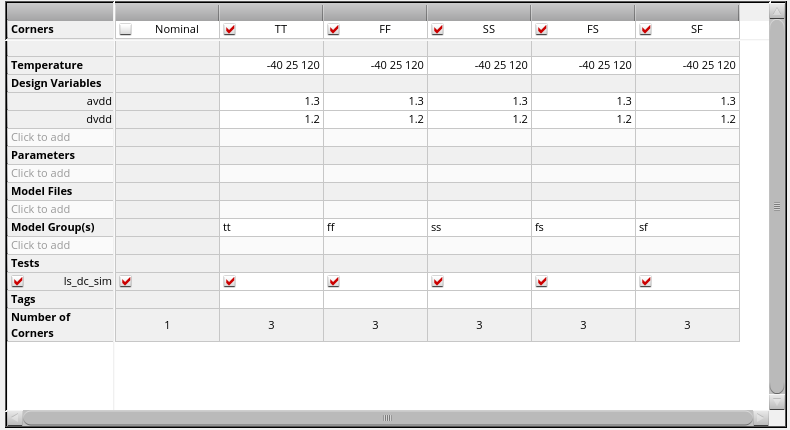 Corners Nominal TT FF SS FS SF
Temperature -40 25 120 -40 25 120 -40 25 120 -40 25 120 -40 25 120
Design Variables
avdd 1.3 1.3 1.3 1.3 1.3
dvdd 1.2 1.2 1.2 1.2 1.2
Click to add
Parameters
Click to add
Model Files
Click to add
Model Group(s) tt ff ss fs sf
Click to add
Tests
ls_dc_sim
Tags
Number of
Corners 1 3 3 3 3 3